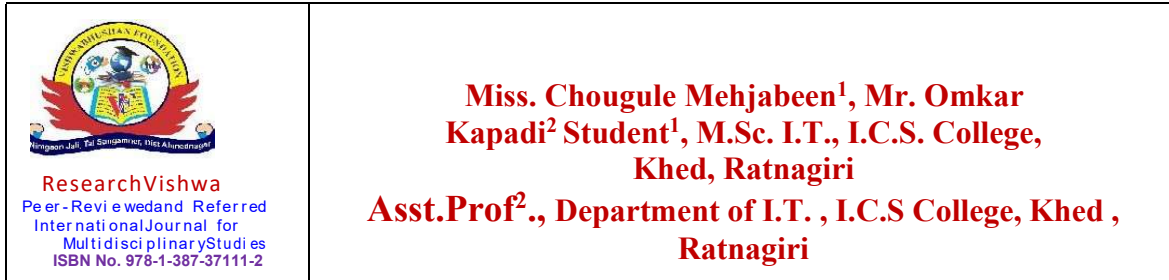 VISHWABHUSHAN FOUNDATION
Nimgaon Jali, Tal Sangamner, Dist Ahmednagar
ResearchVishwa
Peer-Reviewedand Referred
InternationalJournal for
MultidisciplinaryStudies
ISBN No. 978-1-387-37111-2
Miss. Chougule Mehjabeen¹, Mr. Omkar
Kapadi² Student¹, M.Sc. I.T., I.C.S. College,
Khed, Ratnagiri
Asst.Prof²., Department of I.T. , I.C.S College, Khed ,
Ratnagiri